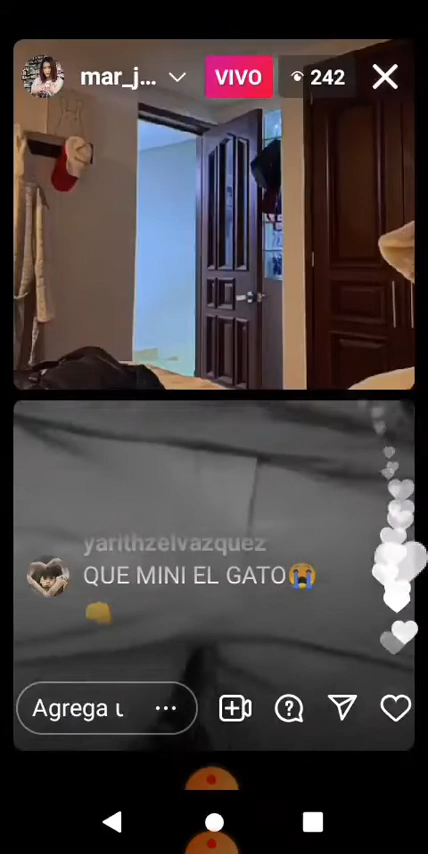 mar_j...
VIVO
242
yarithzelvazquez
QUE MINI EL GATO😭
Agrega u